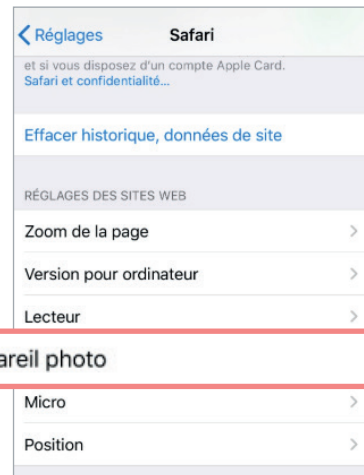 Réglages
Safari
et si vous disposez d'un compte Apple Card.
Safari et confidentialité...
Effacer historique, données de site
RÉGLAGES DES SITES WEB
Zoom de la page
Version pour ordinateur
Lecteur
areil photo
Micro
Position